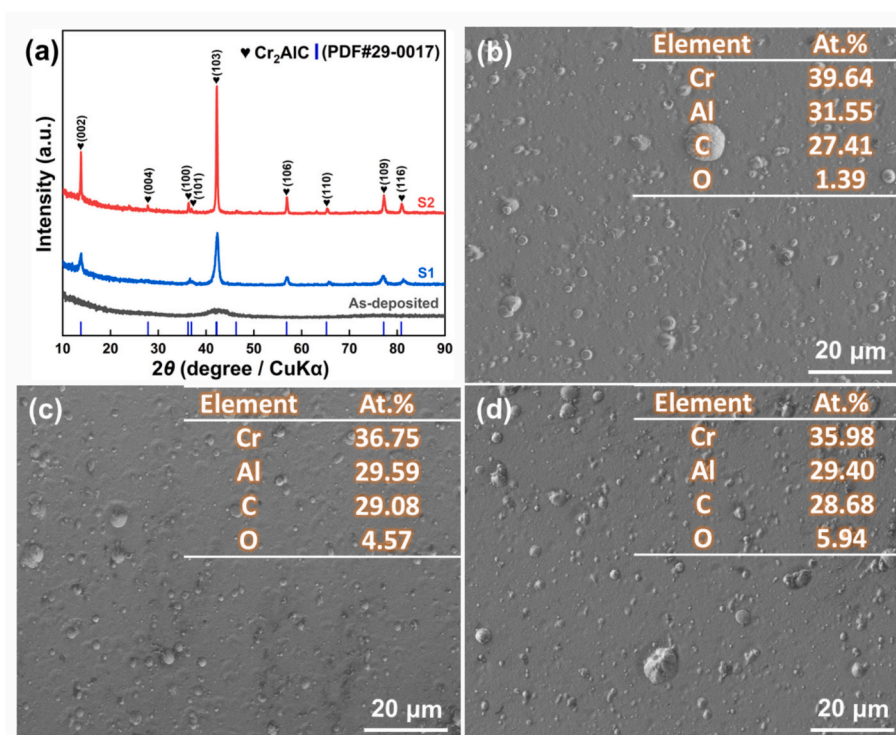 (a)
♥ Cr₂AlC | (PDF#29-0017)
(002)
(004)
(100)
(101)
(103)
(106)
(110)
(109)
(116)
S2
S1
As-deposited
Intensity (a.u.)
10 20 30 40 50 60 70 80 90
2θ (degree / CuKα)
(b)
Element At.%
Cr 39.64
Al 31.55
C 27.41
O 1.39
20 μm
(c)
Element At.%
Cr 36.75
Al 29.59
C 29.08
O 4.57
20 μm
(d)
Element At.%
Cr 35.98
Al 29.40
C 28.68
O 5.94
20 μm